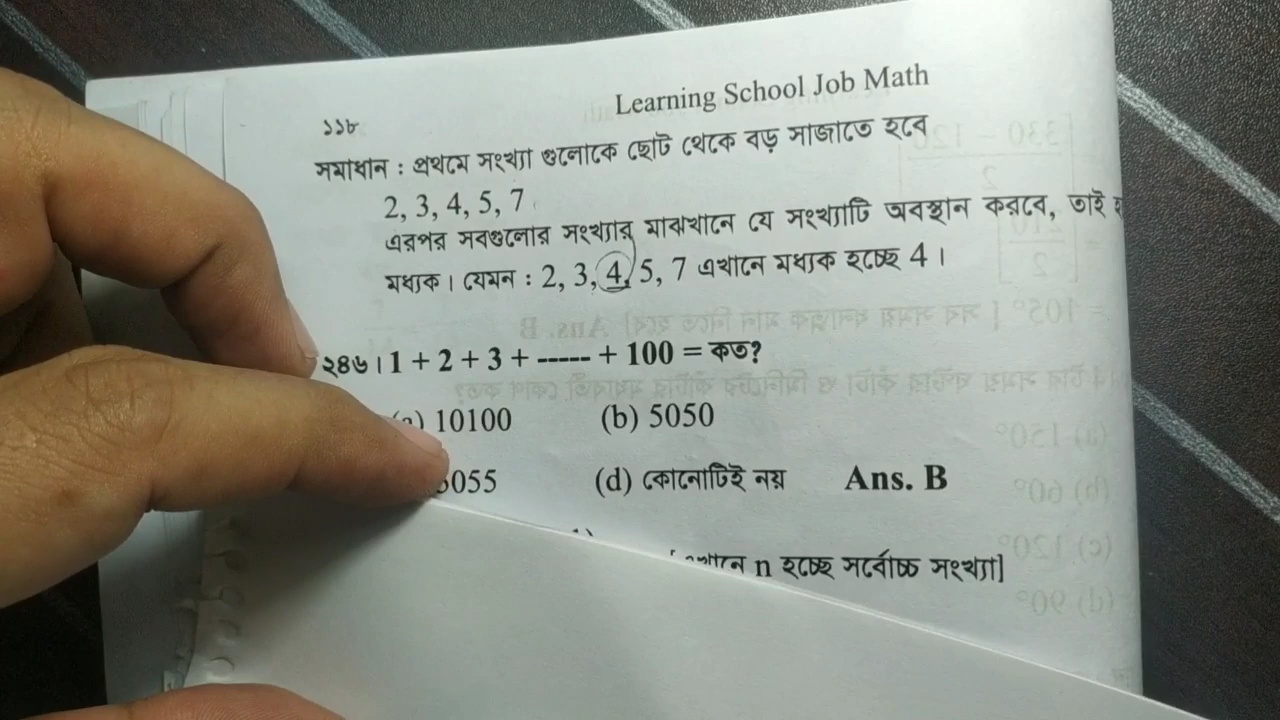 Learning School Job Math
১১৮
সমাধান : প্রথমে সংখ্যা গুলোকে ছোট থেকে বড় সাজাতে হবে
2, 3, 4, 5, 7
এরপর সবগুলোর সংখ্যার মাঝখানে যে সংখ্যাটি অবস্থান করবে, তাই
মধ্যক। যেমন : 2, 3, 4, 5, 7 এখানে মধ্যক হচ্ছে 4।
২৪৬। 1 + 2 + 3 + ----- + 100 = কত?
(a) 10100 (b) 5050
5055 (d) কোনোটিই নয় Ans. B
n হচ্ছে সর্বোচ্চ সংখ্যা]